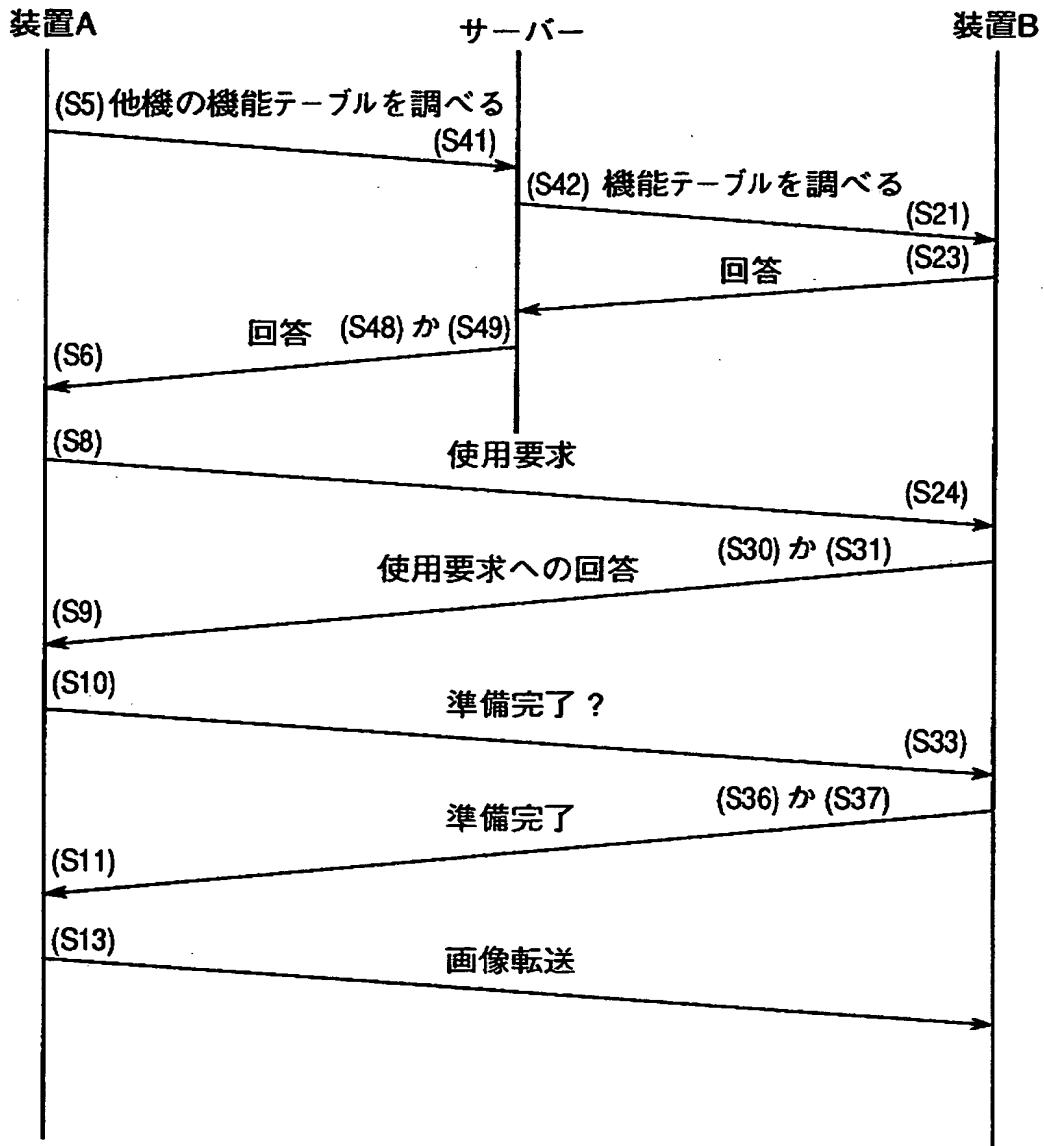 装置A
サーバー
装置B
(S5)他機の機能テーブルを調べる
(S41)
(S42) 機能テーブルを調べる
(S21)
(S23)
回答
回答 (S48) か (S49)
(S6)
(S8)
使用要求
(S24)
(S30) か (S31)
使用要求への回答
(S9)
(S10)
準備完了?
(S33)
(S36) か (S37)
準備完了
(S11)
(S13)
画像転送